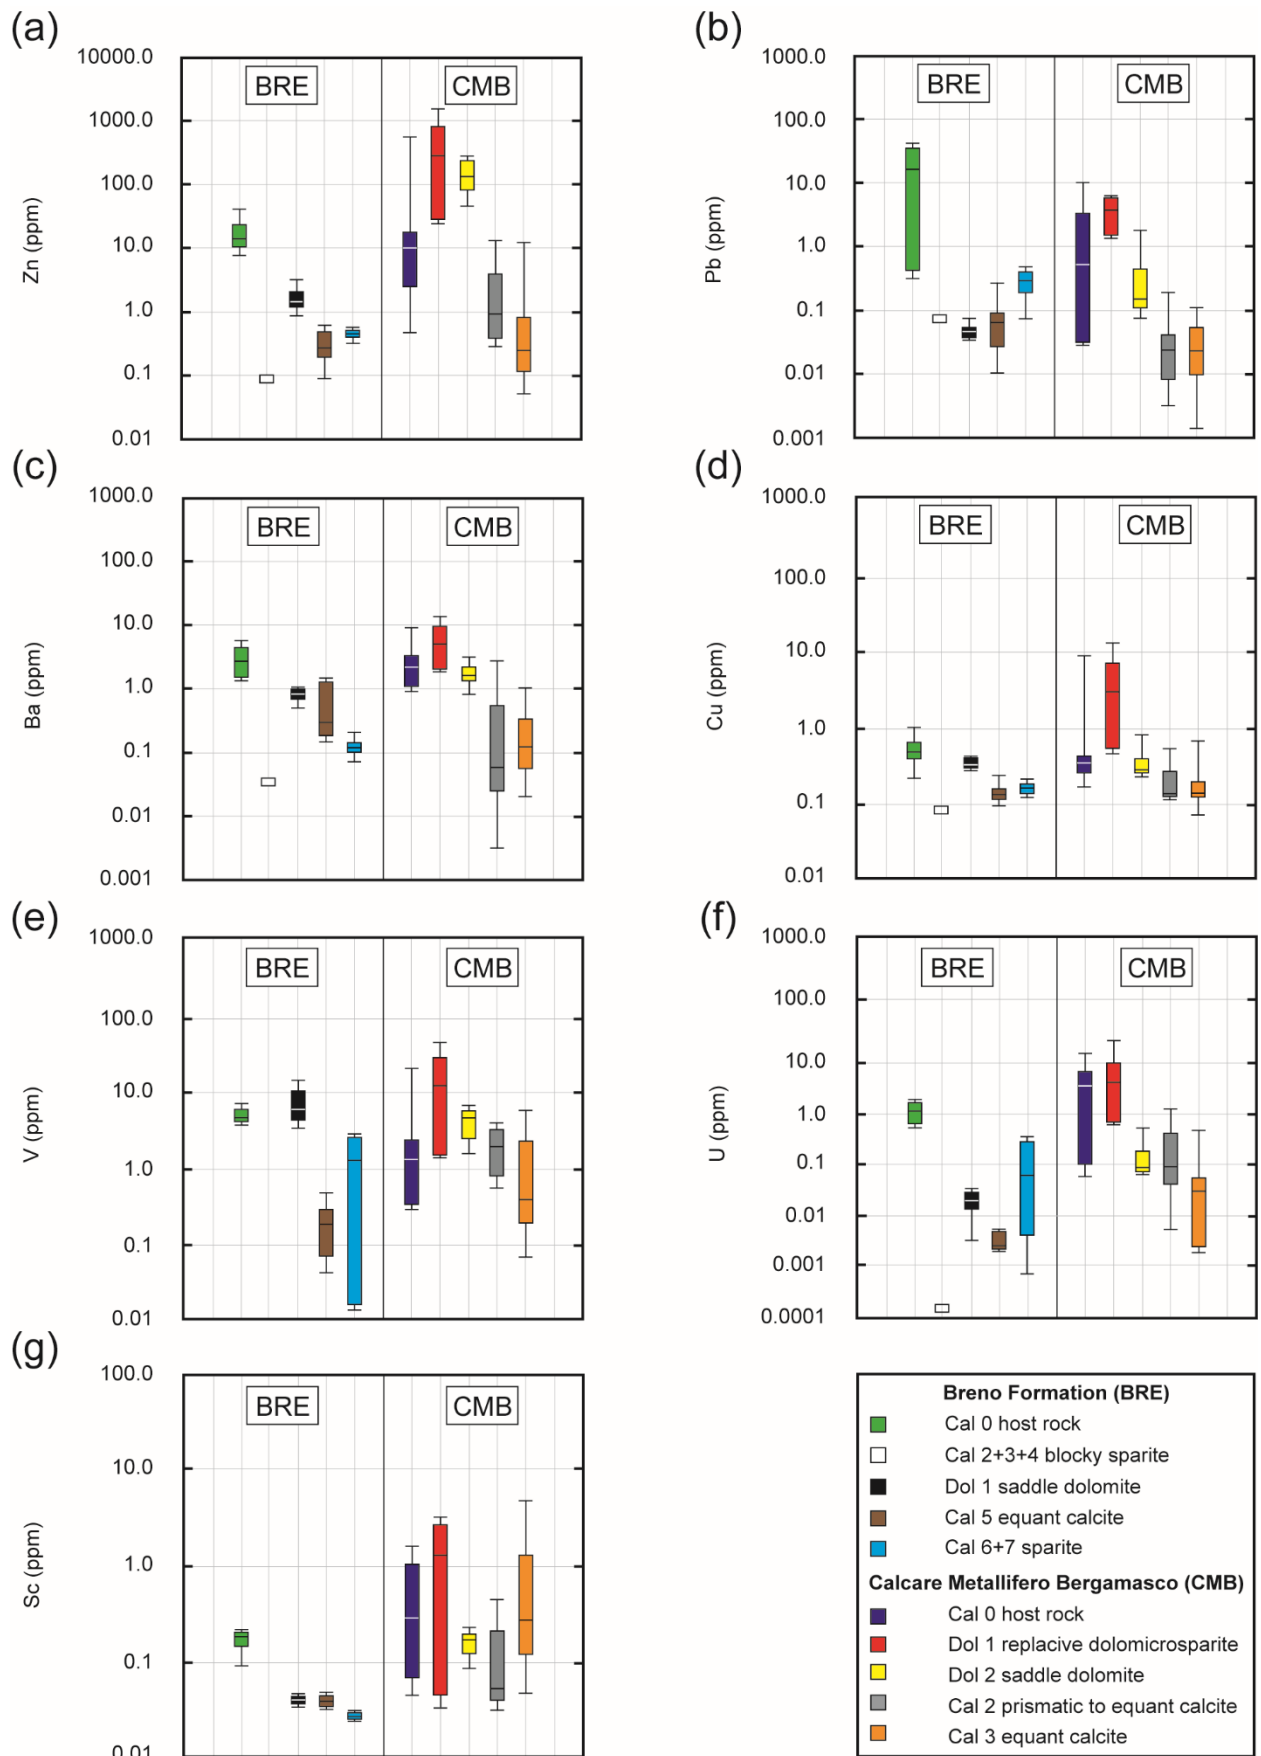 (a)
10000.0
1000.0
100.0
10.0
1.0
0.1
0.01
Zn (ppm)
BRE
CMB
(b)
1000.0
100.0
10.0
1.0
0.1
0.01
0.001
Pb (ppm)
BRE
CMB
(c)
1000.0
100.0
10.0
1.0
0.1
0.01
0.001
Ba (ppm)
BRE
CMB
(d)
1000.0
100.0
10.0
1.0
0.1
0.01
Cu (ppm)
BRE
CMB
(e)
1000.0
100.0
10.0
1.0
0.1
0.01
V (ppm)
BRE
CMB
(f)
1000.0
100.0
10.0
1.0
0.1
0.01
0.001
0.0001
U (ppm)
BRE
CMB
(g)
100.0
10.0
1.0
0.1
0.01
Sc (ppm)
BRE
CMB
Breno Formation (BRE)
Cal 0 host rock
Cal 2+3+4 blocky sparite
Dol 1 saddle dolomite
Cal 5 equant calcite
Cal 6+7 sparite
Calcare Metallifero Bergamasco (CMB)
Cal 0 host rock
Dol 1 replacive dolomicrosparite
Dol 2 saddle dolomite
Cal 2 prismatic to equant calcite
Cal 3 equant calcite